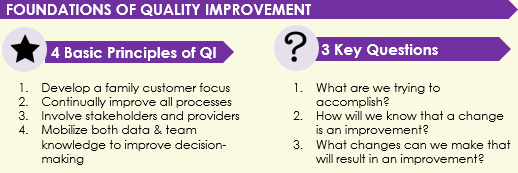 FOUNDATIONS OF QUALITY IMPROVEMENT
4 Basic Principles of QI
1. Develop a family customer focus
2. Continually improve all processes
3. Involve stakeholders and providers
4. Mobilize both data & team
knowledge to improve decision-
making
? 3 Key Questions
1. What are we trying to
accomplish?
2. How will we know that a change
is an improvement?
3. What changes can we make that
will result in an improvement?